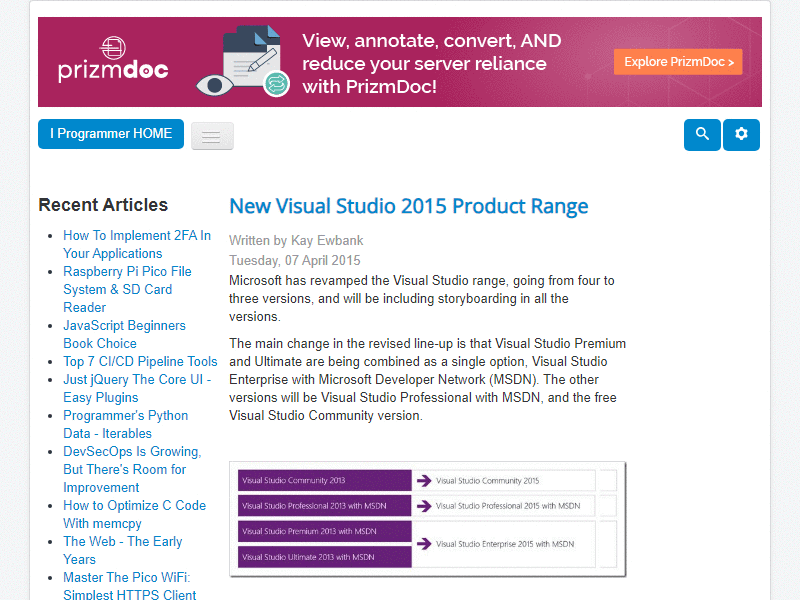 prizmdoc
View, annotate, convert, AND
reduce your server reliance
with PrizmDoc!
Explore PrizmDoc >
I Programmer HOME
Recent Articles
How To Implement 2FA In
Your Applications
Raspberry Pi Pico File
System & SD Card
Reader
JavaScript Beginners
Book Choice
Top 7 CI/CD Pipeline Tools
Just jQuery The Core UI -
Easy Plugins
Programmer's Python
Data - Iterables
DevSecOps Is Growing,
But There's Room for
Improvement
How to Optimize C Code
With memcpy
The Web - The Early
Years
Master The Pico WiFi:
Simplest HTTPS Client
New Visual Studio 2015 Product Range
Written by Kay Ewbank
Tuesday, 07 April 2015
Microsoft has revamped the Visual Studio range, going from four to
three versions, and will be including storyboarding in all the
versions.
The main change in the revised line-up is that Visual Studio Premium
and Ultimate are being combined as a single option, Visual Studio
Enterprise with Microsoft Developer Network (MSDN). The other
versions will be Visual Studio Professional with MSDN, and the free
Visual Studio Community version.
Visual Studio Community 2013
Visual Studio Community 2015
Visual Studio Professional 2013 with MSDN
Visual Studio Professional 2015 with MSDN
Visual Studio Premium 2013 with MSDN
Visual Studio Enterprise 2015 with MSDN
Visual Studio Ultimate 2013 with MSDN